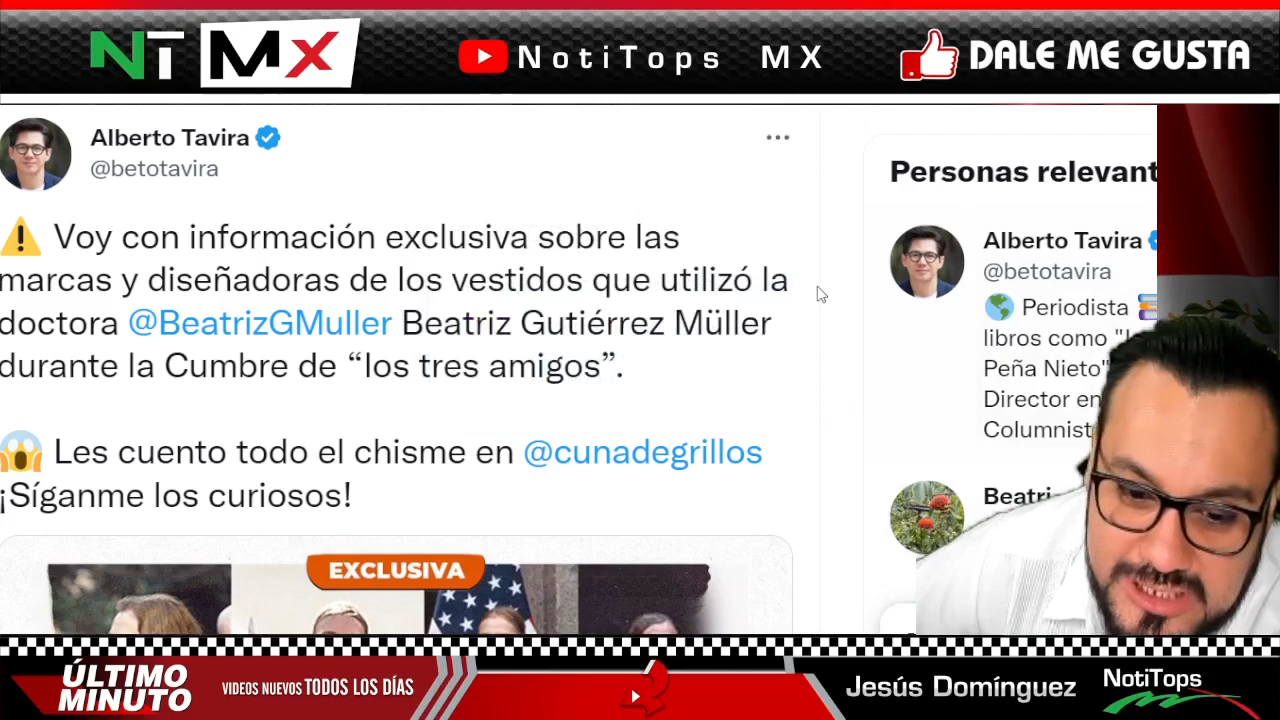 NT MX
NotiTops MX
DALE ME GUSTA
Alberto Tavira
@betotavira
Voy con información exclusiva sobre las
marcas y diseñadoras de los vestidos que utilizó la
doctora @BeatrizGMuller Beatriz Gutiérrez Müller
durante la Cumbre de “los tres amigos”.
Les cuento todo el chisme en @cunadegrillos
¡Síganme los curiosos!
EXCLUSIVA
Personas relevant
Alberto Tavira
@betotavira
Periodista
libros como
Peña Nieto"
Director en
Columnist
ÚLTIMO
MINUTO
VIDEOS NUEVOS TODOS LOS DÍAS
Jesús Domínguez
NotiTops